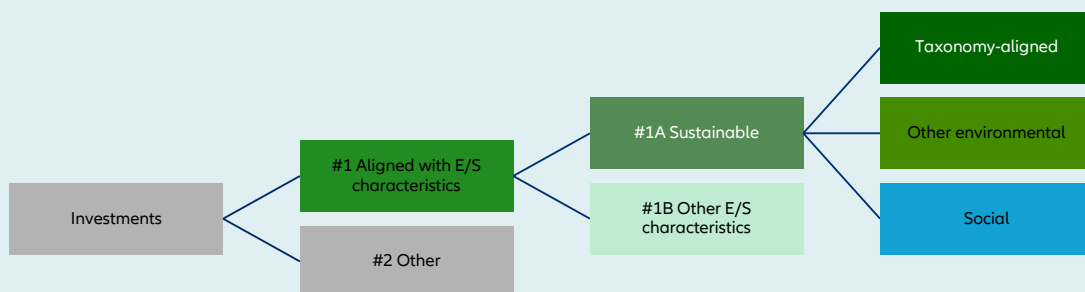 Investments
#1 Aligned with E/S
characteristics
#2 Other
#1A Sustainable
#1B Other E/S
characteristics
Taxonomy-aligned
Other environmental
Social